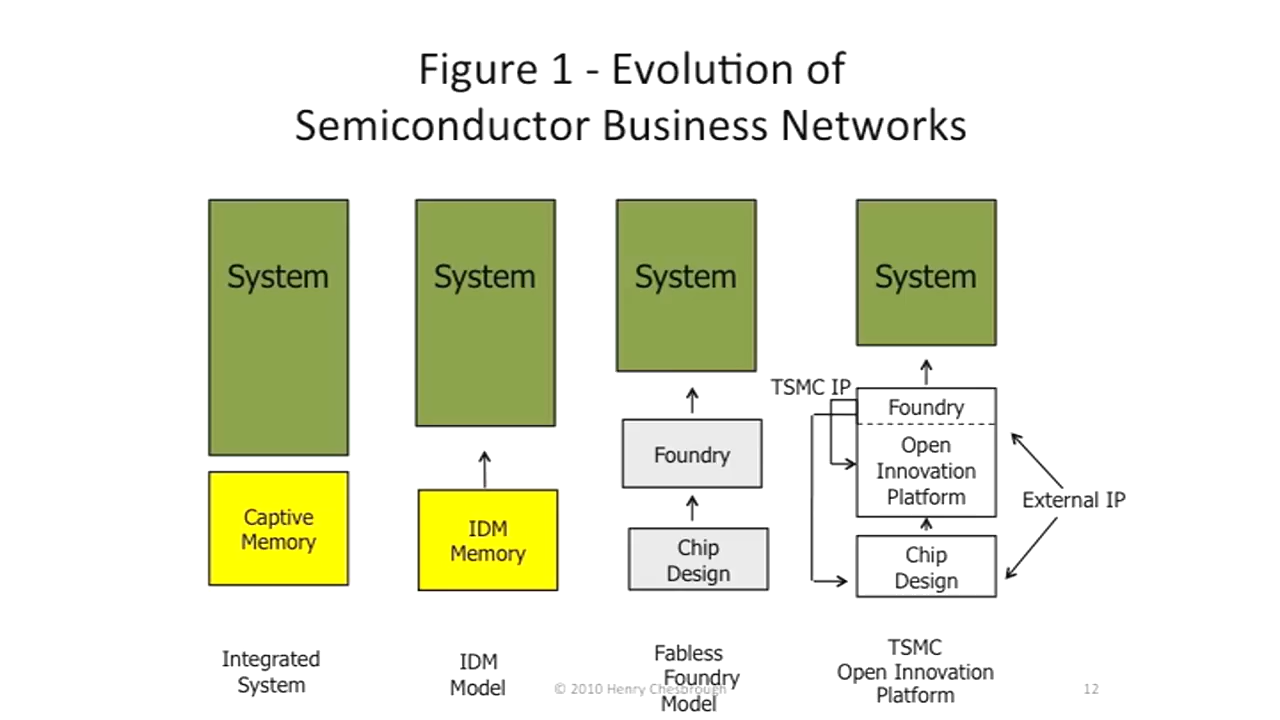 Figure 1 - Evolution of
Semiconductor Business Networks
System
Captive
Memory
Integrated
System
System
IDM
Memory
IDM
Model
System
Foundry
Chip
Design
Fabless
Foundry
Model
System
TSMC IP
Foundry
Open
Innovation
Platform
External IP
Chip
Design
TSMC
Open Innovation
Platform
© 2010 Henry Chesbrough
12